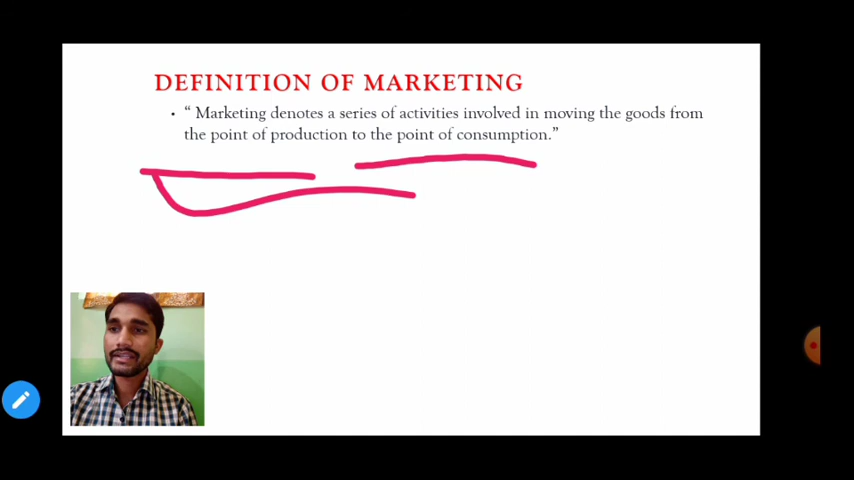 DEFINITION OF MARKETING
• “ Marketing denotes a series of activities involved in moving the goods from
the point of production to the point of consumption.”